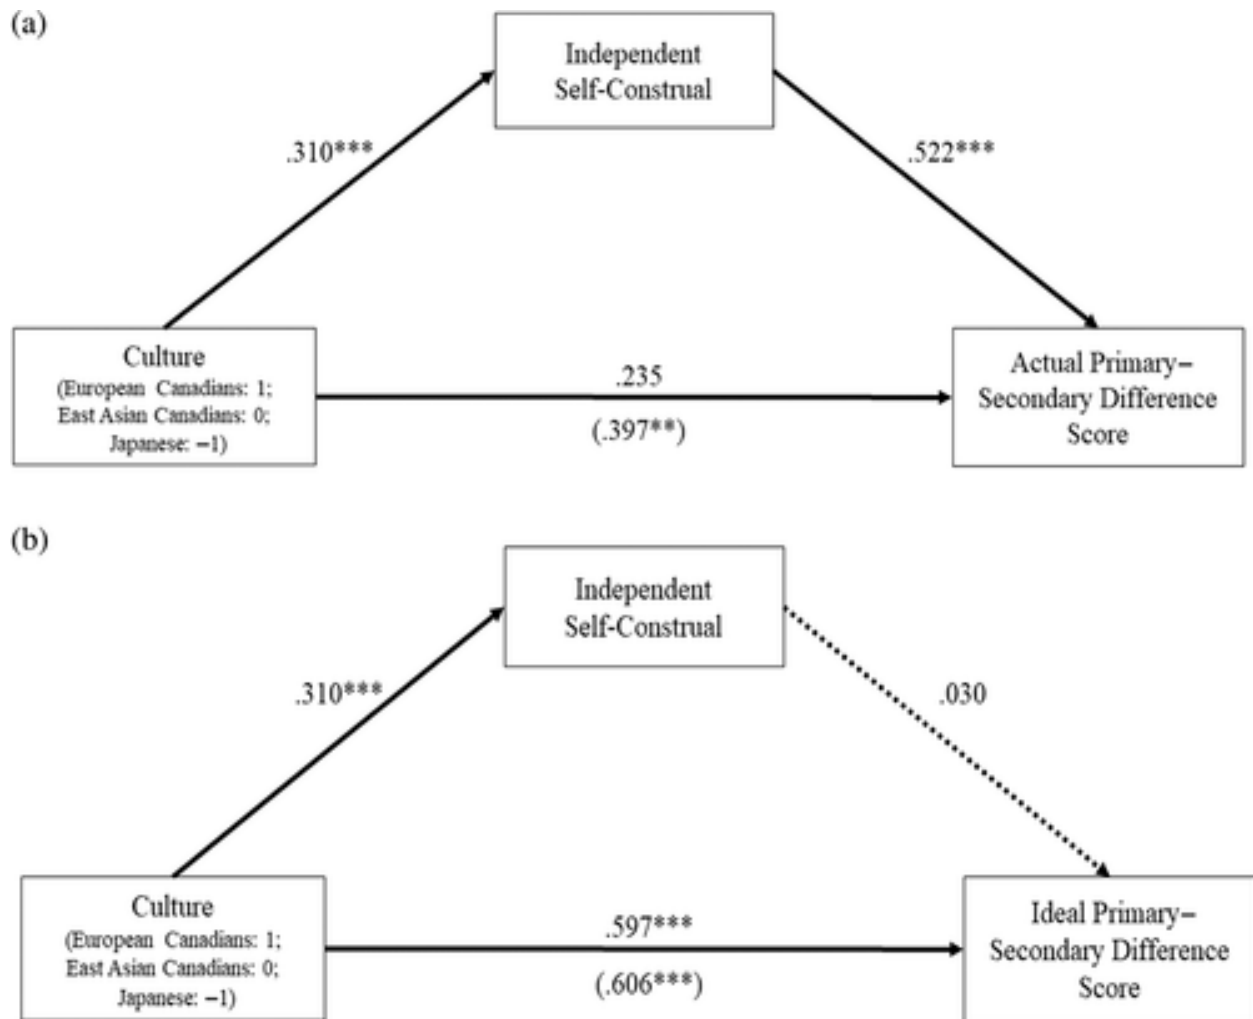 (a)
Independent
Self-Construal
.310***
.522***
Culture
(European Canadians: 1;
East Asian Canadians: 0;
Japanese: –1)
.235
(.397**)
Actual Primary–
Secondary Difference
Score
(b)
Independent
Self-Construal
.310***
.030
Culture
(European Canadians: 1;
East Asian Canadians: 0;
Japanese: –1)
.597***
(.606***)
Ideal Primary–
Secondary Difference
Score